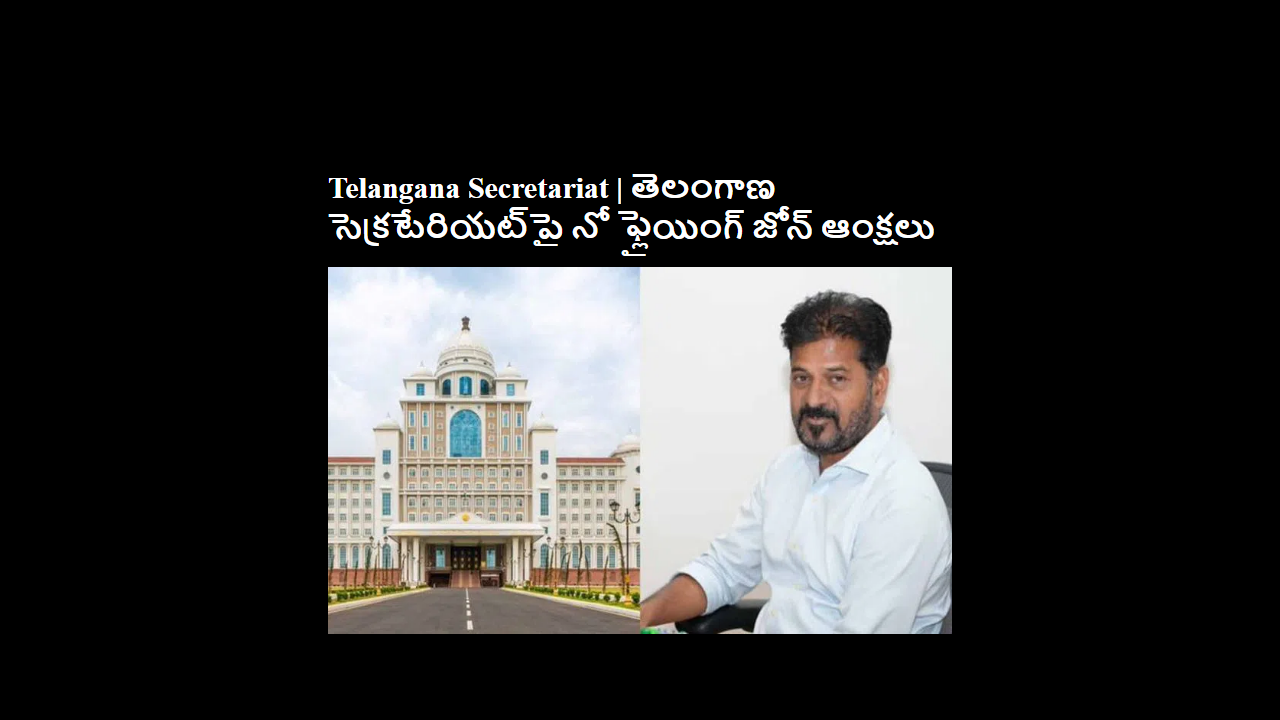 Telangana Secretariat | తెలంగాణ
సెక్రటేరియట్‌పై నో ఫ్లైయింగ్ జోన్ ఆంక్షలు